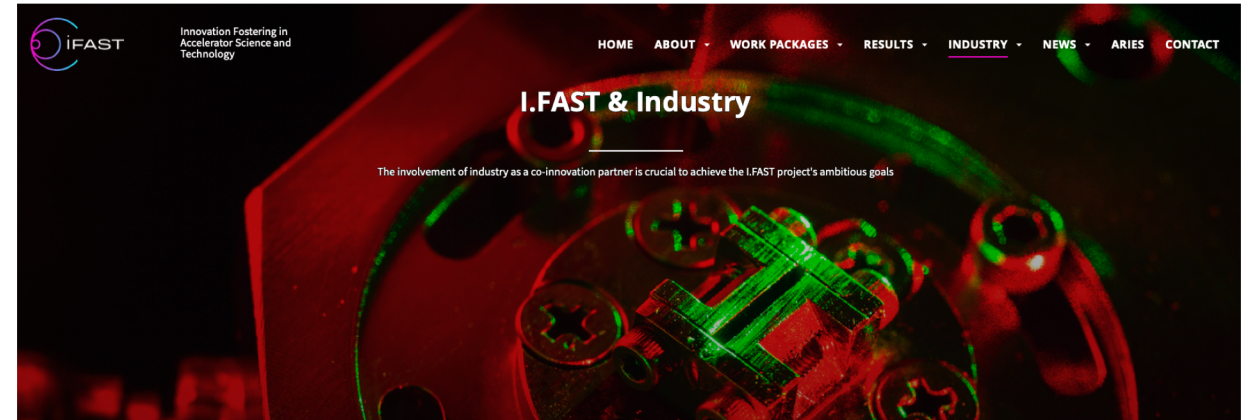 iFAST
Innovation Fostering in
Accelerator Science and
Technology
HOME ABOUT WORK PACKAGES RESULTS INDUSTRY NEWS ARIES CONTACT
I.FAST & Industry
The involvement of industry as a co-innovation partner is crucial to achieve the I.FAST project's ambitious goals